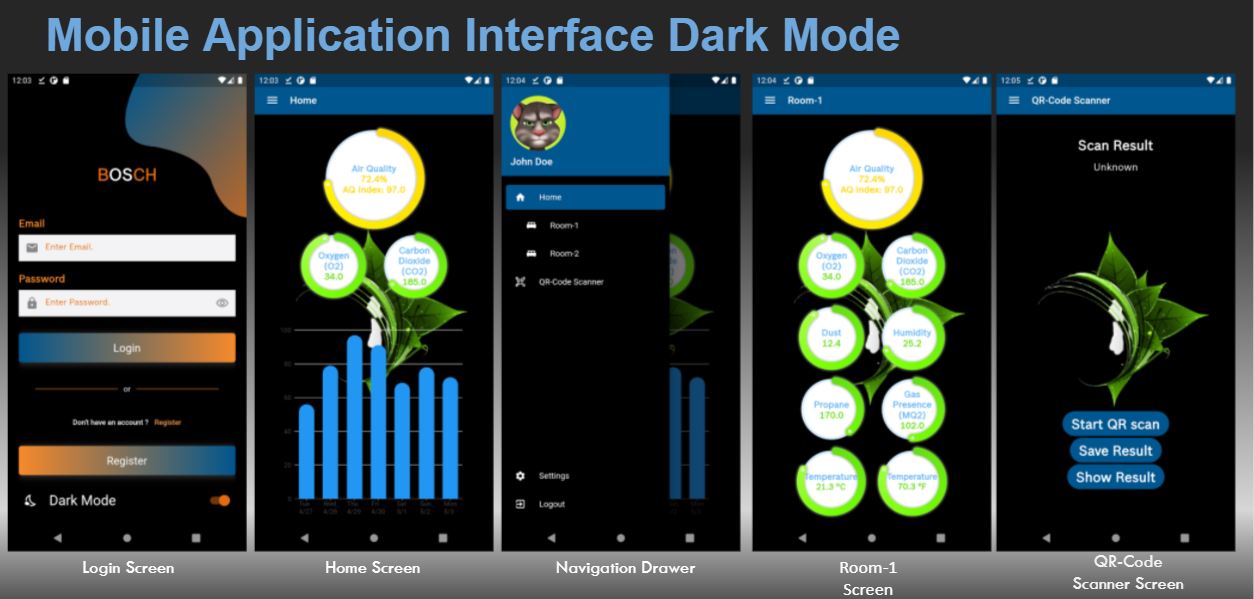 Mobile Application Interface Dark Mode
12:03
BOSCH
Email
Enter Email.
Password
Enter Password.
Login
or
Don't have an account ? Register
Register
Dark Mode
Login Screen
12:03
Home
Air Quality
72.4%
AQ Index: 97.0
Oxygen
(O2)
34.0
Carbon
Dioxide
(CO2)
185.0
100
80
60
40
20
0
Tue Wed Thu Fri Sat Sun Mon
4/27 4/28 4/29 4/30 5/1 5/2 5/3
Home Screen
12:04
John Doe
Home
Room-1
Room-2
QR-Code Scanner
Settings
Logout
Navigation Drawer
12:04
Room-1
Air Quality
72.4%
AQ Index: 97.0
Oxygen
(O2)
34.0
Carbon
Dioxide
(CO2)
185.0
Dust
12.4
Humidity
25.2
Propane
170.0
Gas
Presence
(MQ2)
102.0
Temperature
21.3 °C
Temperature
70.3 °F
Room-1
Screen
12:05
QR-Code Scanner
Scan Result
Unknown
Start QR scan
Save Result
Show Result
QR-Code
Scanner Screen